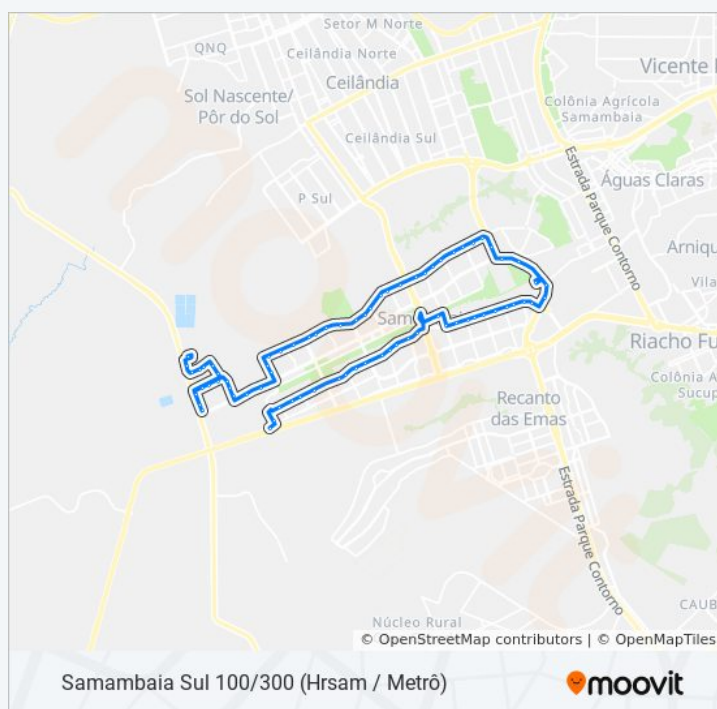 Setor M Norte
QNQ
Ceilândia Norte
Vicente
Ceilândia
Sol Nascente/
Pôr do Sol
Colônia Agrícola
Samambaia
Ceilândia Sul
Estrada Parque Contorno
Águas Claras
P Sul
Arniqu
Vila
Sam
Riacho Fu
Colônia A
Sucup
Recanto
das Emas
Estrada Parque Contorno
CAUB
Núcleo Rural
© OpenStreetMap contributors | © OpenMapTiles
Samambaia Sul 100/300 (Hrsam / Metrô)
moovit